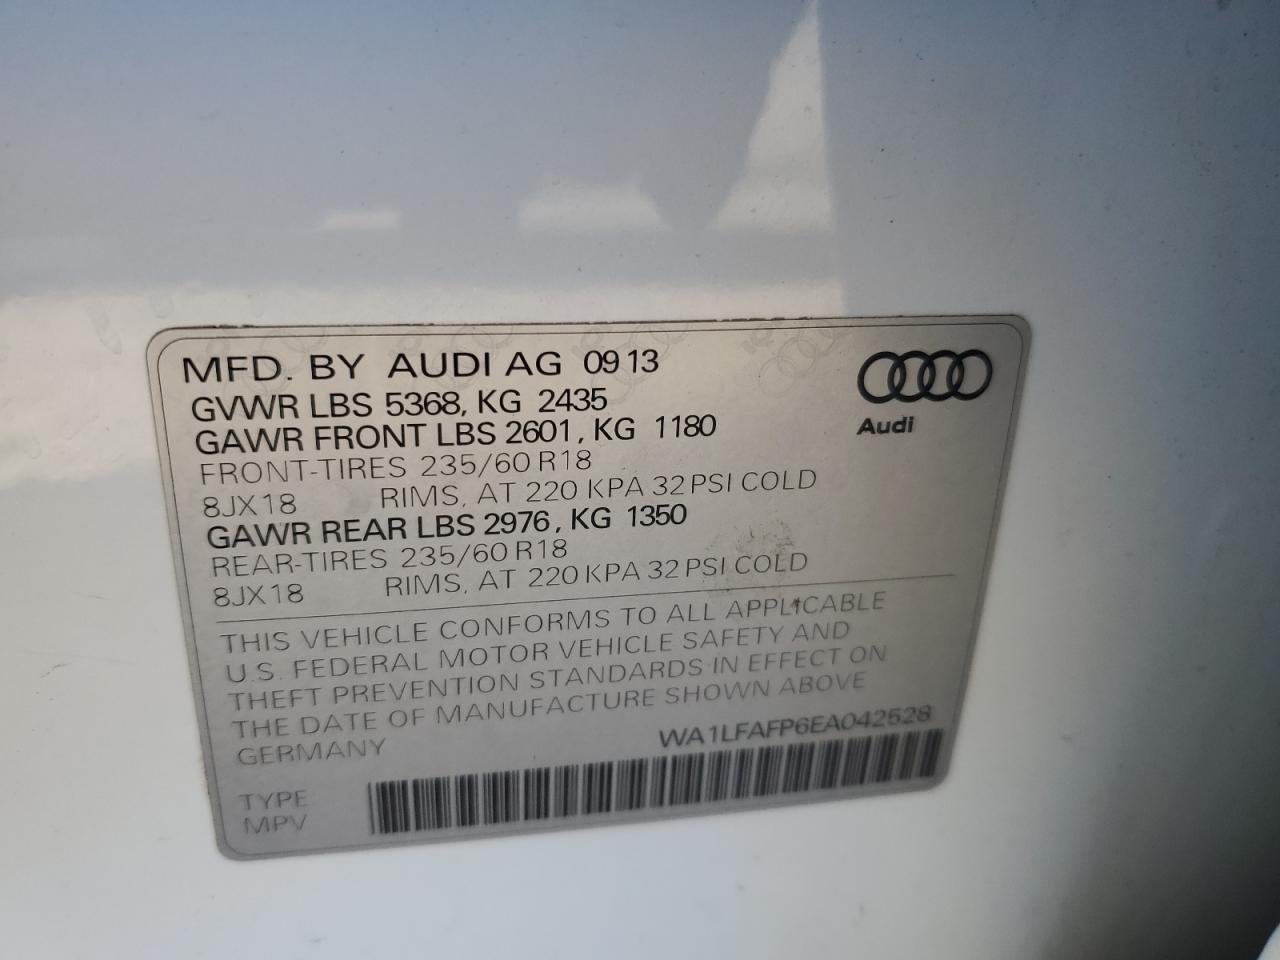 MFD. BY AUDI AG 09 13
GVWR LBS 5368, KG 2435
GAWR FRONT LBS 2601, KG 1180
FRONT-TIRES 235/60 R18
8JX18 RIMS, AT 220 KPA 32 PSI COLD
GAWR REAR LBS 2976, KG 1350
REAR-TIRES 235/60 R18
8JX18 RIMS, AT 220 KPA 32 PSI COLD
Audi
THIS VEHICLE CONFORMS TO ALL APPLICABLE
U.S. FEDERAL MOTOR VEHICLE SAFETY AND
THEFT PREVENTION STANDARDS IN EFFECT ON
THE DATE OF MANUFACTURE SHOWN ABOVE
GERMANY WA1LFAFP6EA042528
TYPE
MPV